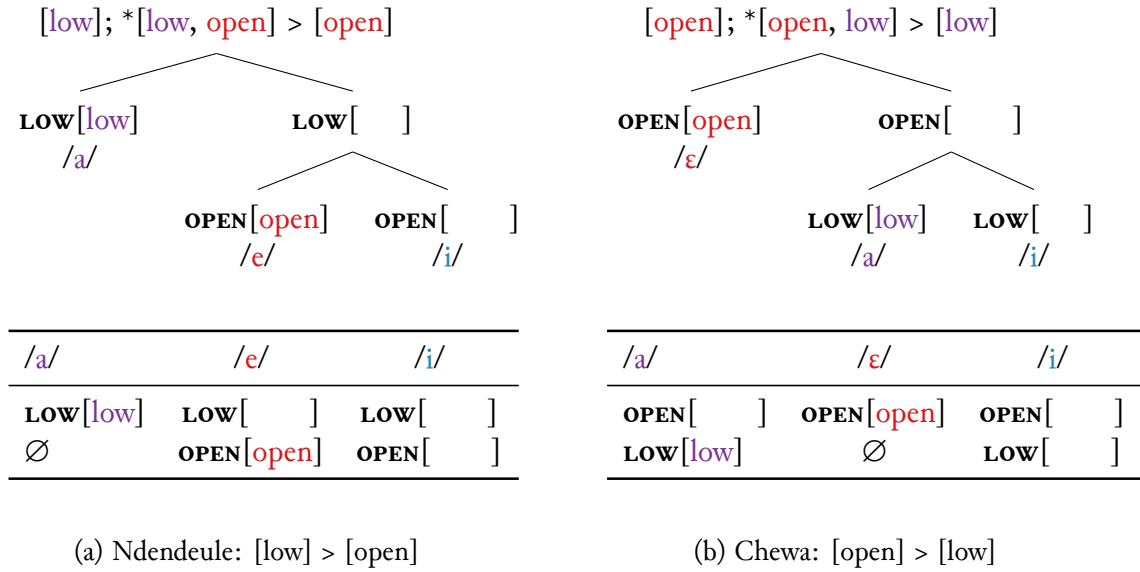 [low]; *[low, open] > [open]
LOW[low] LOW[ ]
/a/
OPEN[open] OPEN[ ]
/e/ /i/
/a/ /e/ /i/
LOW[low] LOW[ ] LOW[ ]
∅ OPEN[open] OPEN[ ]
(a) Ndendeule: [low] > [open]
[open]; *[open, low] > [low]
OPEN[open] OPEN[ ]
/ɛ/
LOW[low] LOW[ ]
/a/ /i/
/a/ /ɛ/ /i/
OPEN[ ] OPEN[open] OPEN[ ]
LOW[low] ∅ LOW[ ]
(b) Chewa: [open] > [low]